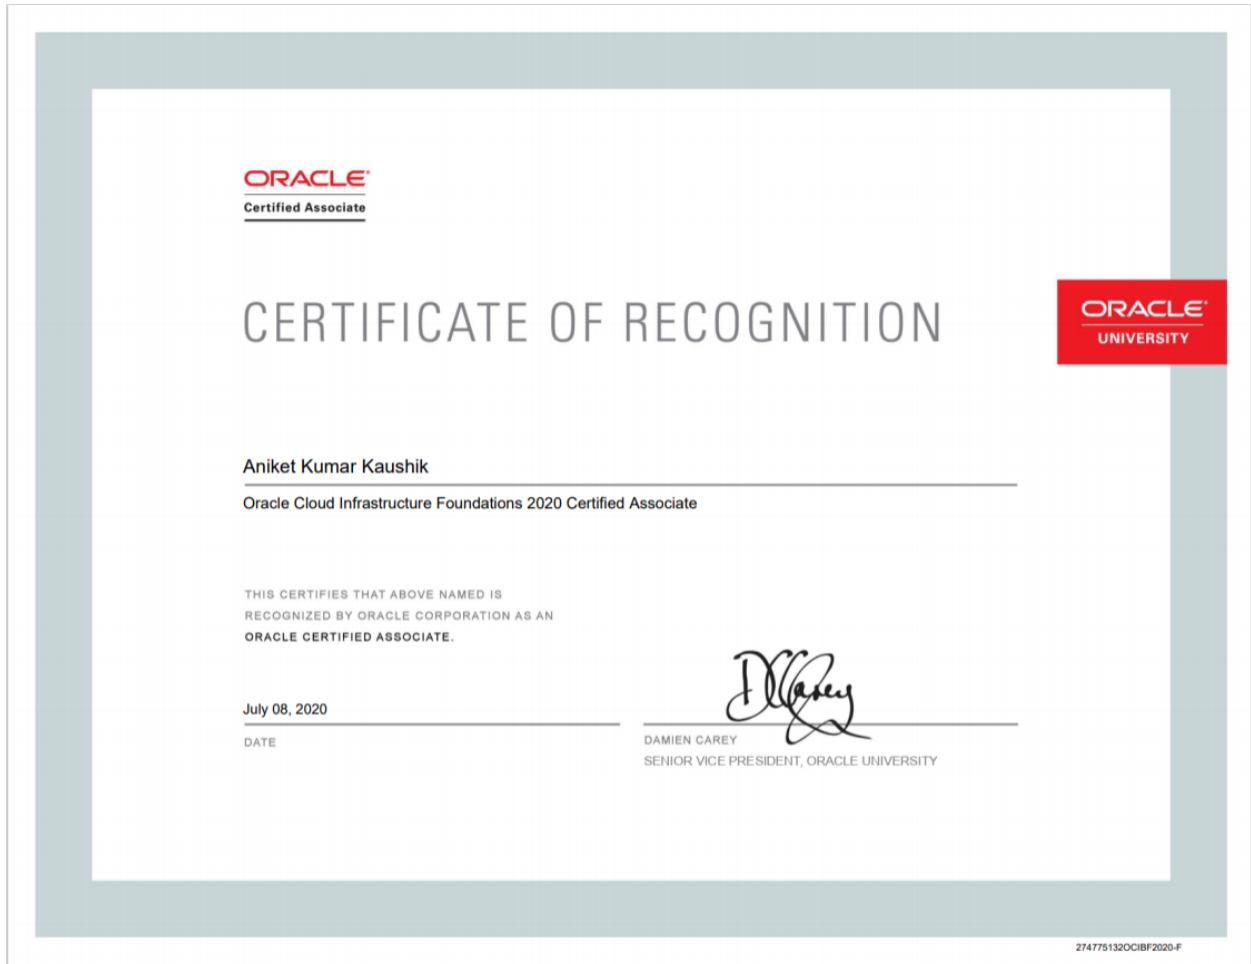 ORACLE®
Certified Associate
CERTIFICATE OF RECOGNITION
ORACLE®
UNIVERSITY
Aniket Kumar Kaushik
Oracle Cloud Infrastructure Foundations 2020 Certified Associate
THIS CERTIFIES THAT ABOVE NAMED IS
RECOGNIZED BY ORACLE CORPORATION AS AN
ORACLE CERTIFIED ASSOCIATE.
DCCarey
July 08, 2020
DATE
DAMIEN CAREY
SENIOR VICE PRESIDENT, ORACLE UNIVERSITY
274775132OCIBF2020-F